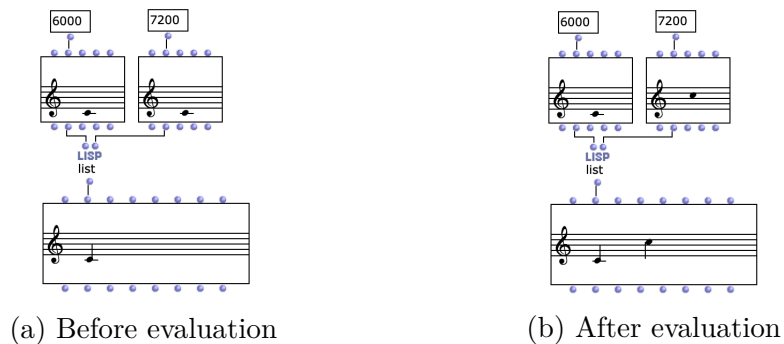 6000
7200
LISP
list
(a) Before evaluation
6000
7200
LISP
list
(b) After evaluation